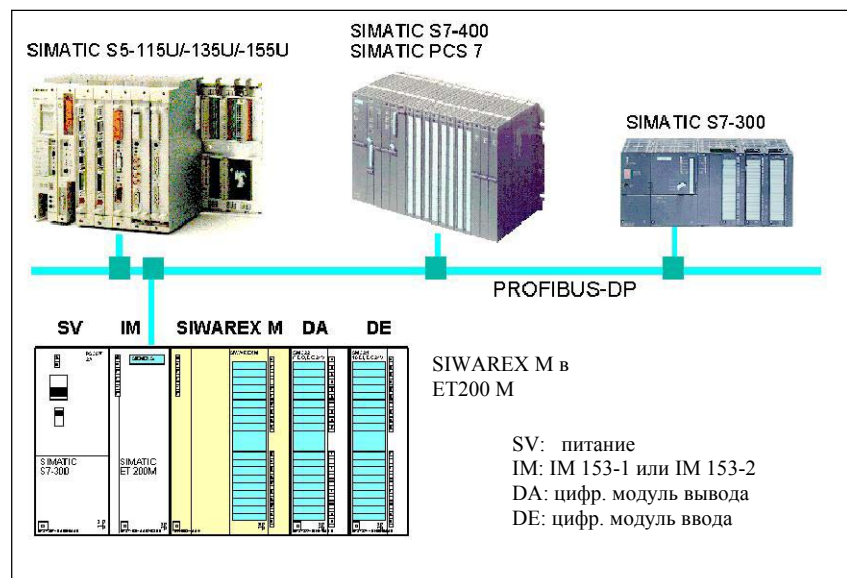 SIMATIC S5-115U/-135U/-155U
SIMATIC S7-400
SIMATIC PCS 7
SIMATIC S7-300
PROFIBUS-DP
SV IM SIWAREX M DA DE
SIMATIC
S7-300
SIMATIC
ET 200M
SIWAREX M в
ET200 M
SV: питание
IM: IM 153-1 или IM 153-2
DA: цифр. модуль вывода
DE: цифр. модуль ввода